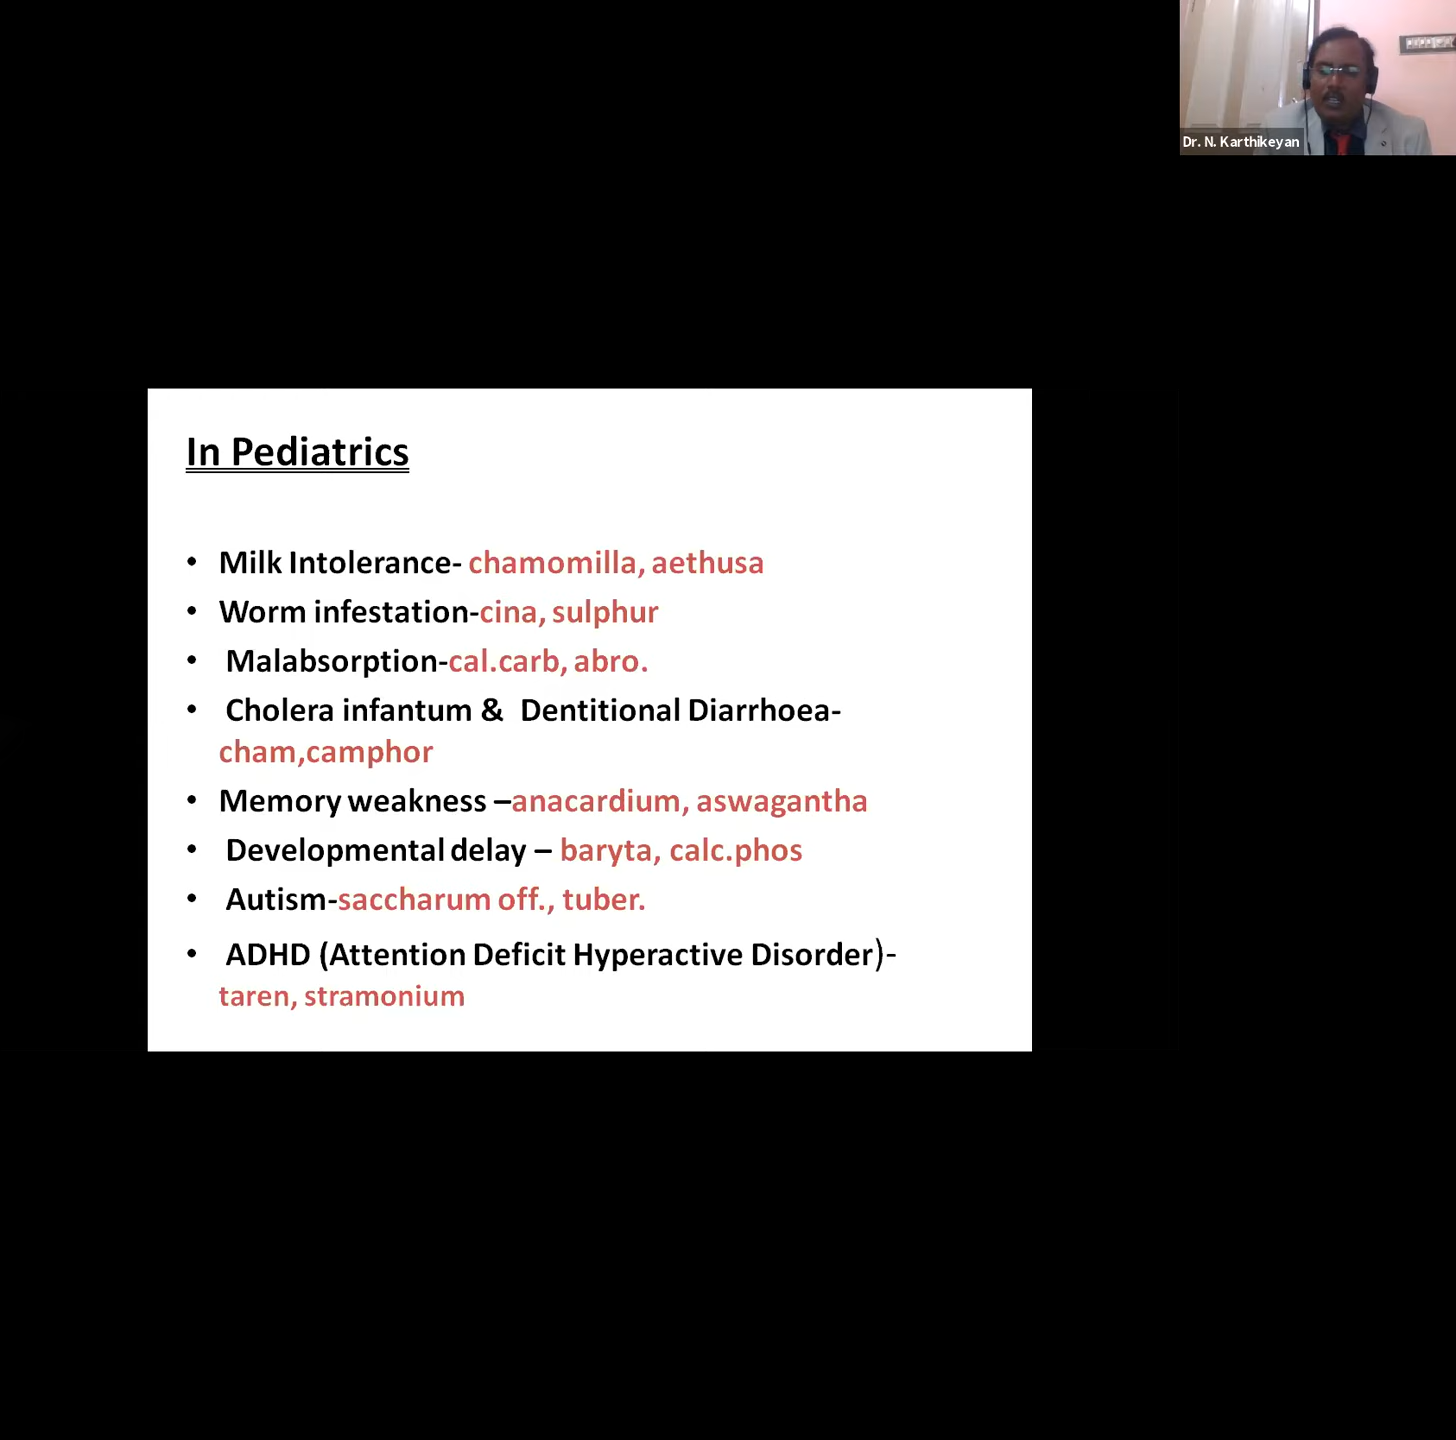 Dr. N. Karthikeyan
In Pediatrics
• Milk Intolerance- chamomilla, aethusa
• Worm infestation-cina, sulphur
• Malabsorption-cal.carb, abro.
• Cholera infantum & Dentitional Diarrhoea-
cham,camphor
• Memory weakness –anacardium, aswagantha
• Developmental delay – baryta, calc.phos
• Autism-saccharum off., tuber.
• ADHD (Attention Deficit Hyperactive Disorder)-
taren, stramonium